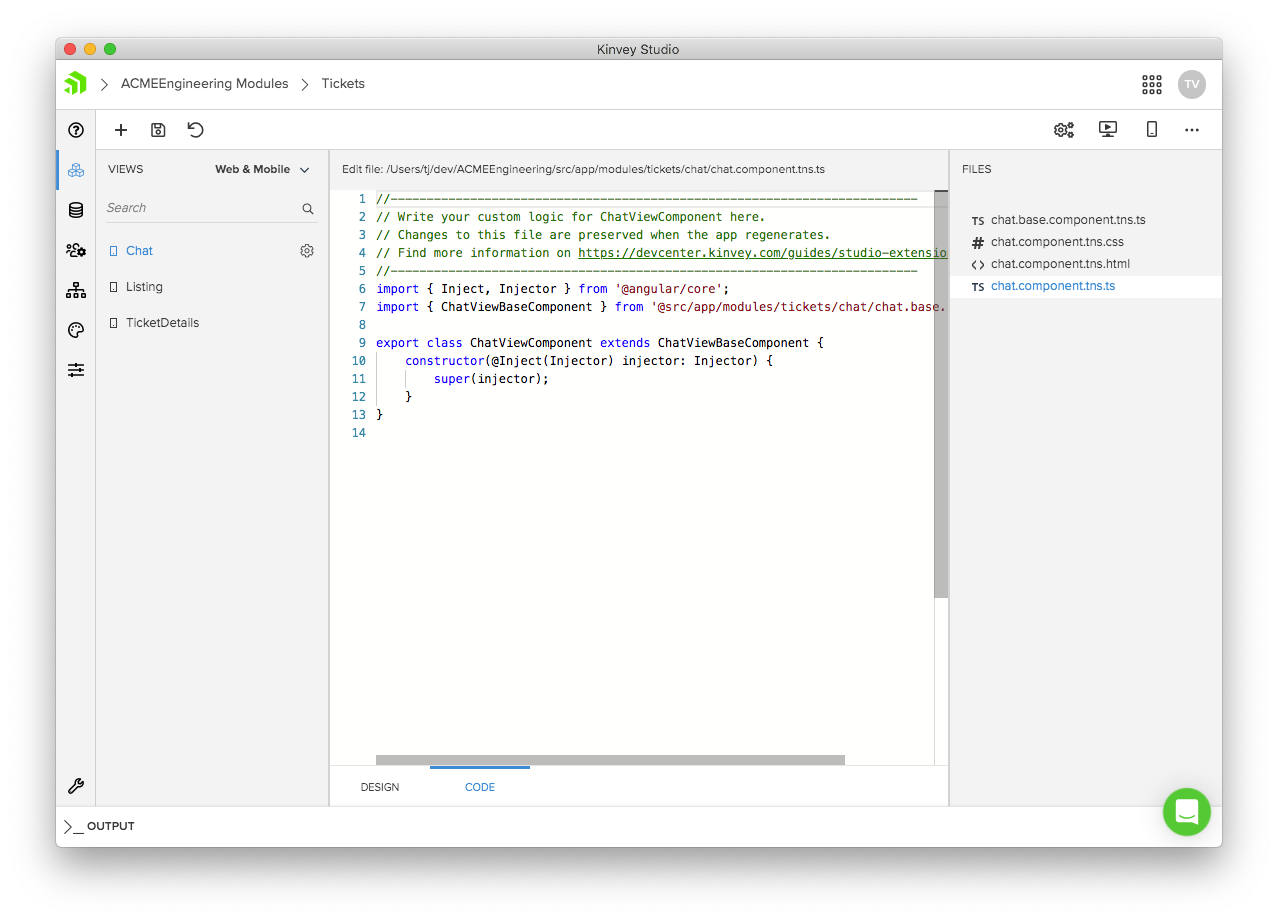 Kinvey Studio
ACMEEngineering Modules
Tickets
TV
VIEWS
Web & Mobile
Search
Chat
Listing
TicketDetails
Edit file: /Users/tj/dev/ACMEEngineering/src/app/modules/tickets/chat/chat.component.tns.ts
1 //-------------------------------------------------------------------------
2 // Write your custom logic for ChatViewComponent here.
3 // Changes to this file are preserved when the app regenerates.
4 // Find more information on https://devcenter.kinvey.com/guides/studio-extensio
5 //-------------------------------------------------------------------------
6 import { Inject, Injector } from '@angular/core';
7 import { ChatViewBaseComponent } from '@src/app/modules/tickets/chat/chat.base.
8
9 export class ChatViewComponent extends ChatViewBaseComponent {
10 constructor(@Inject(Injector) injector: Injector) {
11 super(injector);
12 }
13 }
14
DESIGN
CODE
FILES
TS chat.base.component.tns.ts
# chat.component.tns.css
<> chat.component.tns.html
TS chat.component.tns.ts
>_ OUTPUT